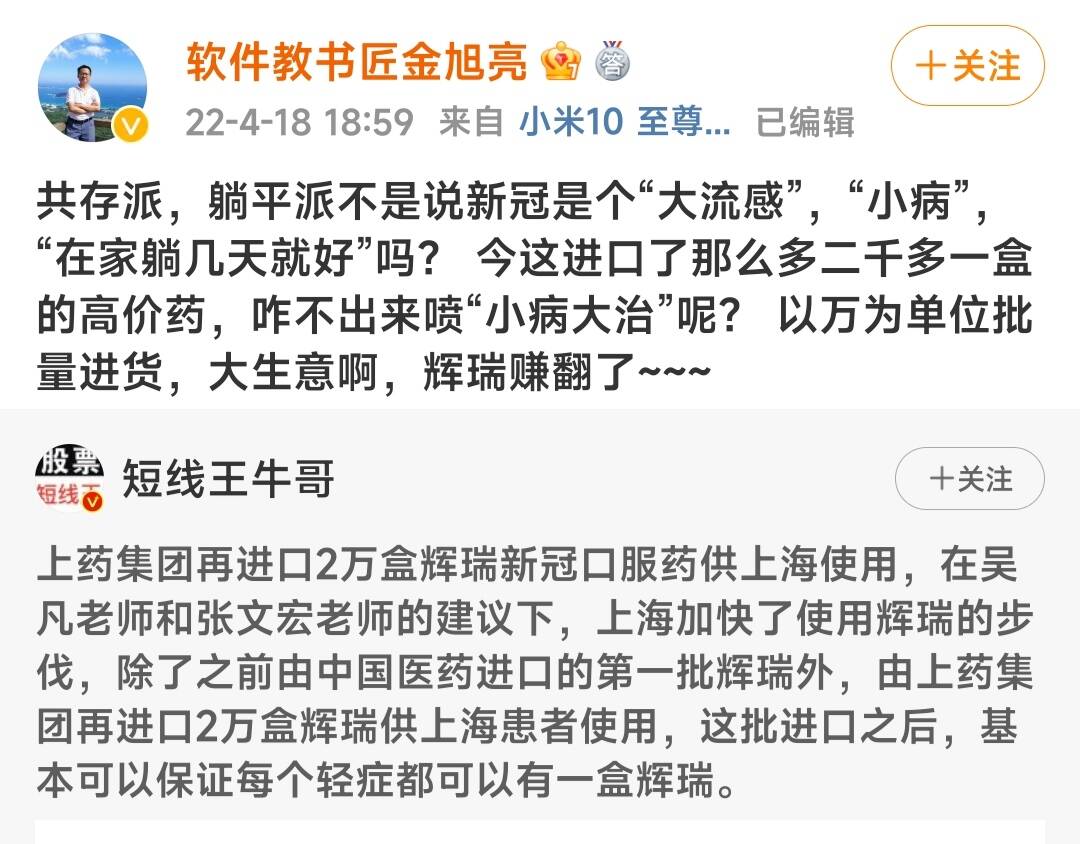 软件教书匠金旭亮
答
+关注
22-4-18 18:59 来自 小米10 至尊... 已编辑
共存派，躺平派不是说新冠是个“大流感”，“小病”，
“在家躺几天就好”吗？ 今这进口了那么多二千多一盒
的高价药，咋不出来喷“小病大治”呢？ 以万为单位批
量进货，大生意啊，辉瑞赚翻了~~~
股票
短线王
短线王牛哥
+关注
上药集团再进口2万盒辉瑞新冠口服药供上海使用，在吴
凡老师和张文宏老师的建议下，上海加快了使用辉瑞的步
伐，除了之前由中国医药进口的第一批辉瑞外，由上药集
团再进口2万盒辉瑞供上海患者使用，这批进口之后，基
本可以保证每个轻症都可以有一盒辉瑞。